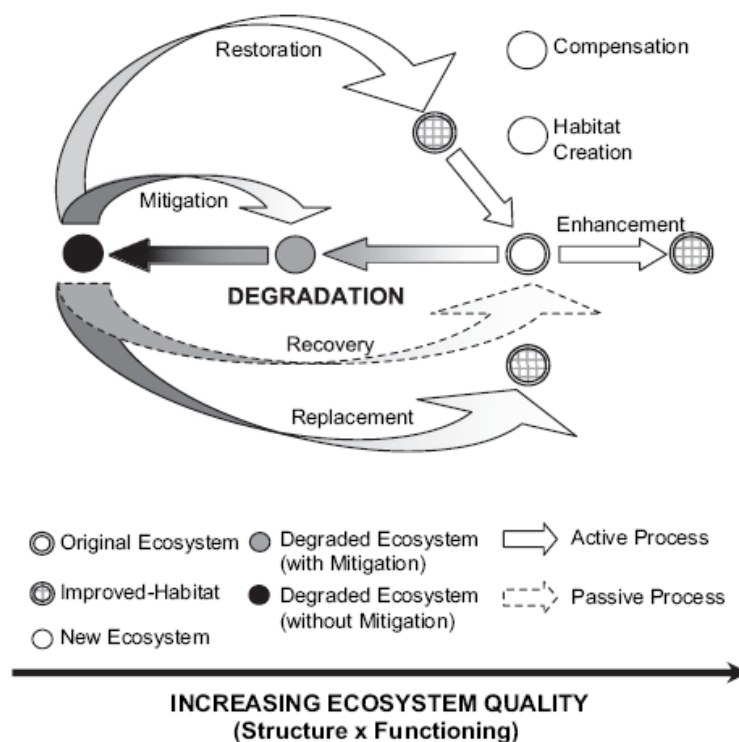 Restoration
Compensation
Habitat
Creation
Mitigation
Enhancement
DEGRADATION
Recovery
Replacement
Original Ecosystem
Improved-Habitat
New Ecosystem
Degraded Ecosystem
(with Mitigation)
Degraded Ecosystem
(without Mitigation)
Active Process
Passive Process
INCREASING ECOSYSTEM QUALITY
(Structure x Functioning)